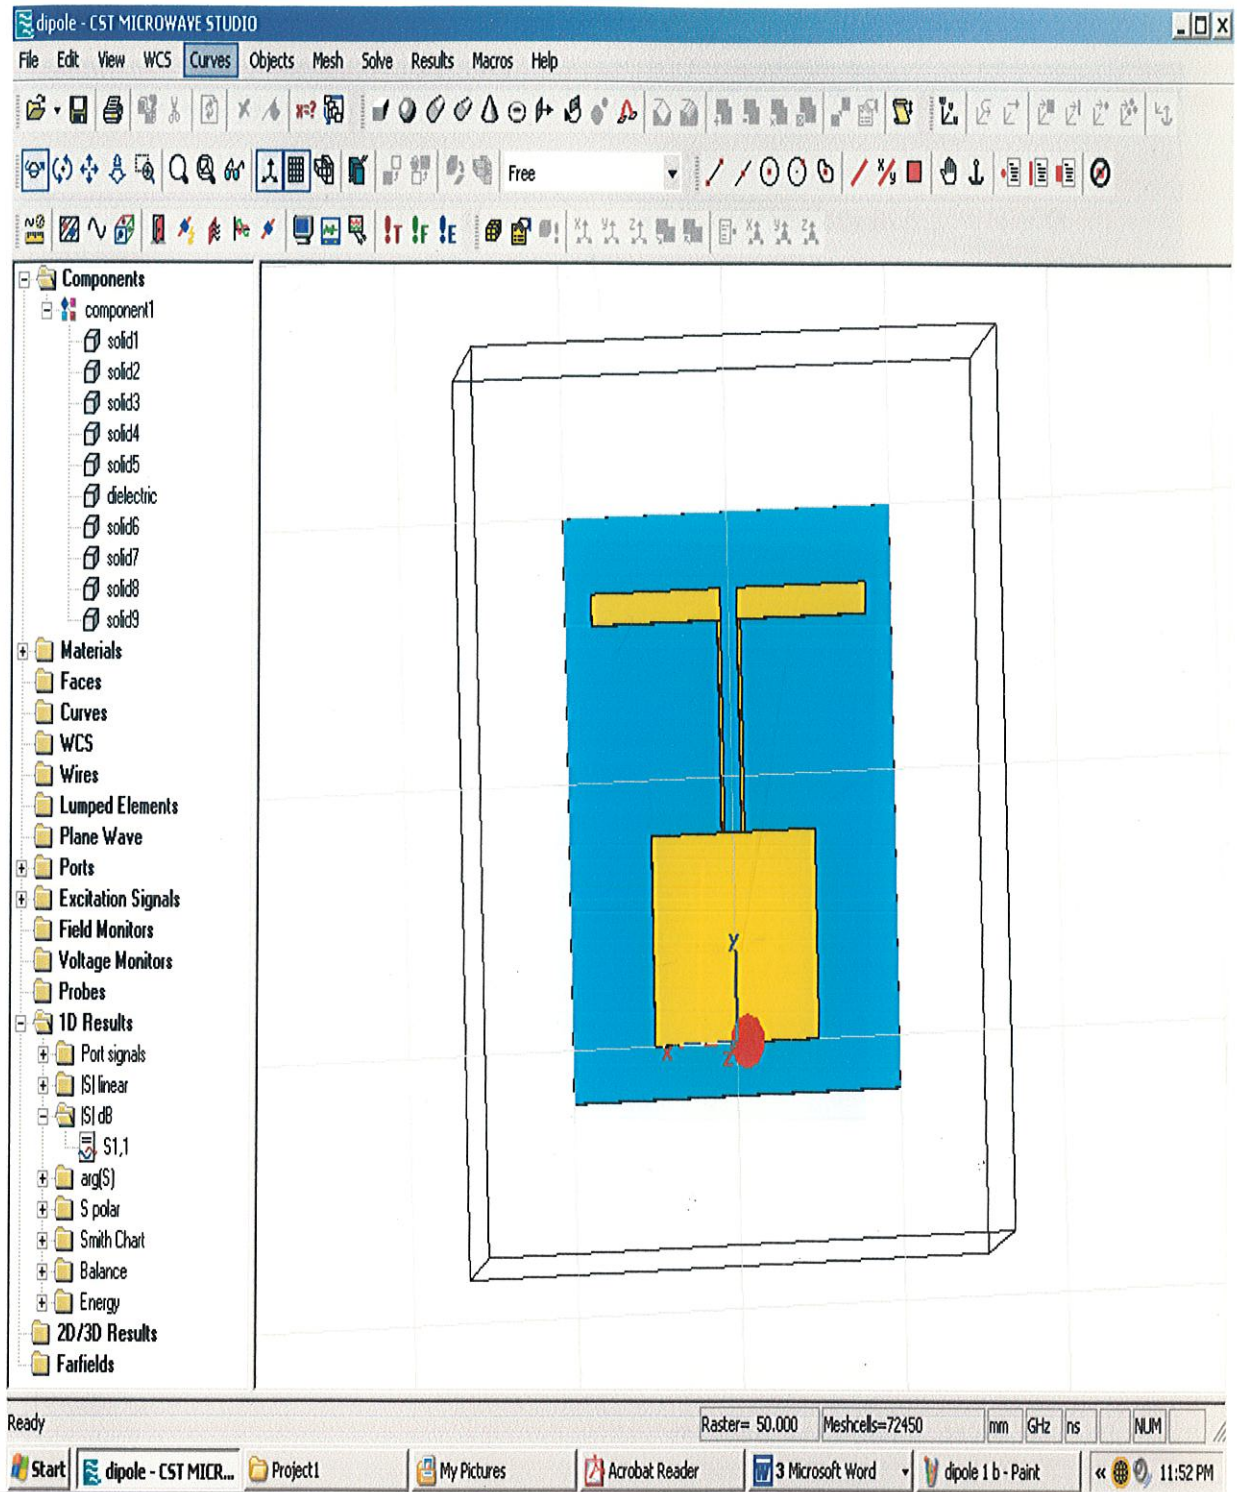 dipole - CST MICROWAVE STUDIO
File Edit View WCS Curves Objects Mesh Solve Results Macros Help
Free
Components
component1
solid1
solid2
solid3
solid4
solid5
dielectric
solid6
solid7
solid8
solid9
Materials
Faces
Curves
WCS
Wires
Lumped Elements
Plane Wave
Ports
Excitation Signals
Field Monitors
Voltage Monitors
Probes
1D Results
Port signals
|S| linear
|S| dB
S1,1
arg(S)
S polar
Smith Chart
Balance
Energy
2D/3D Results
Farfields
y
x
z
Ready Raster= 50.000 Meshcells=72450 mm GHz ns NUM
Start dipole - CST MICR... Project1 My Pictures Acrobat Reader 3 Microsoft Word dipole 1 b - Paint « 11:52 PM